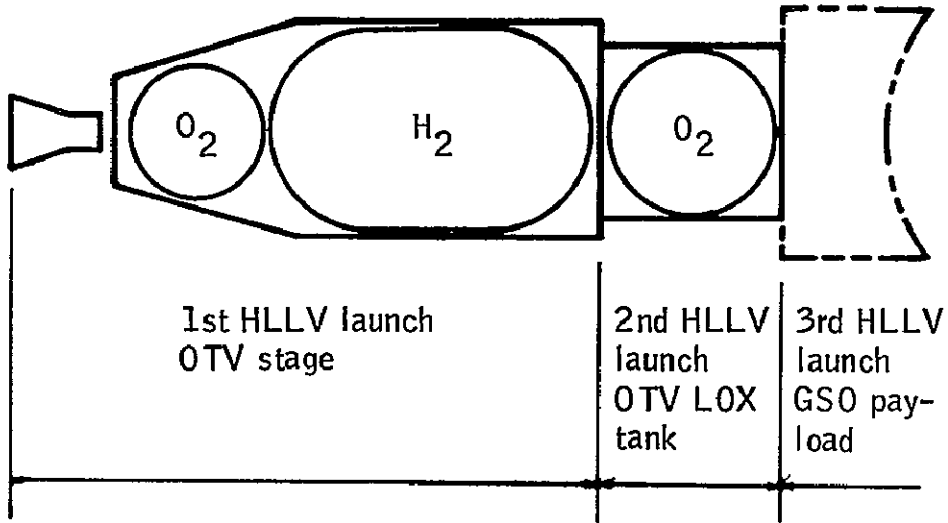 O2
H2
O2
1st HLLV launch
OTV stage
2nd HLLV
launch
OTV LOX
tank
3rd HLLV
launch
GSO pay-
load